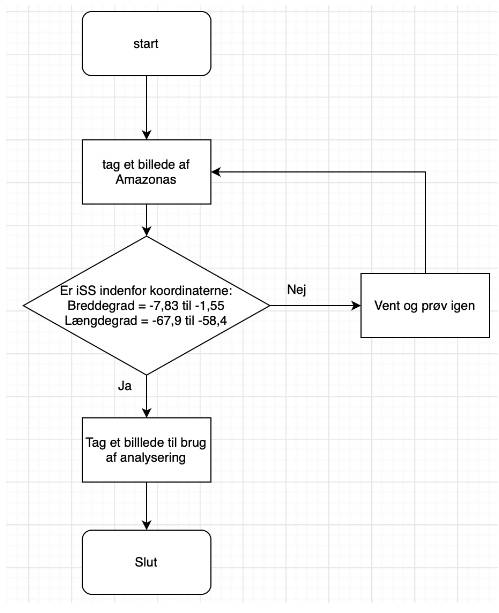 start
tag et billede af
Amazonas
Er iSS indenfor koordinaterne:
Breddegrad = -7,83 til -1,55
Længdegrad = -67,9 til -58,4
Nej
Vent og prøv igen
Ja
Tag et billlede til brug
af analysering
Slut